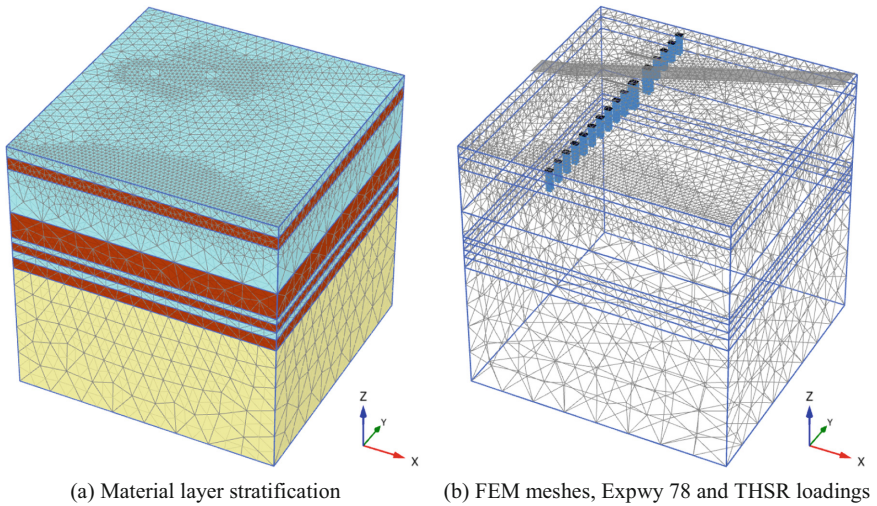 Z
Y
X
Z
Y
X
(a) Material layer stratification
(b) FEM meshes, Expwy 78 and THSR loadings